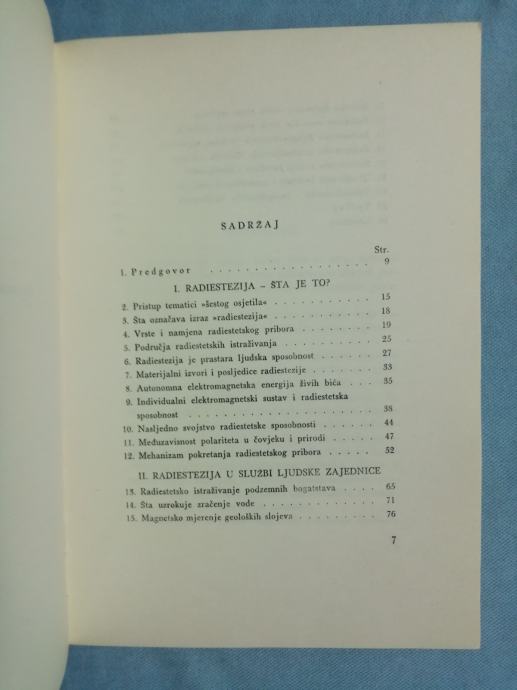 SADRŽAJ
Str.
1. Predgovor . . . . . . . . . . . . . . . . . . 9
I. RADIESTEZIJA – ŠTA JE TO?
2. Pristup tematici »šestog osjetila« . . . . . . . . . 15
3. Šta označava izraz »radiestezija« . . . . . . . . . 18
4. Vrste i namjena radiestetskog pribora . . . . . . . 19
5. Područja radiestetskih istraživanja . . . . . . . . 25
6. Radiestezija je prastara ljudska sposobnost . . . . . 27
7. Materijalni izvori i posljedice radiestezije . . . . . 33
8. Autonomna elektromagnetska energija živih bića . . . 35
9. Individualni elektromagnetski sustav i radiestetska
sposobnost . . . . . . . . . . . . . . . . . 38
10. Nasljedno svojstvo radiestetske sposobnosti . . . . . 44
11. Međuzavisnost polariteta u čovjeku i prirodi . . . . 47
12. Mehanizam pokretanja radiestetskog pribora . . . . 52
II. RADIESTEZIJA U SLUŽBI LJUDSKE ZAJEDNICE
13. Radiestetsko istraživanje podzemnih bogatstava . . . . 65
14. Šta uzrokuje zračenje vode . . . . . . . . . . . 71
15. Magnetsko mjerenje geoloških slojeva . . . . . . . 76
7